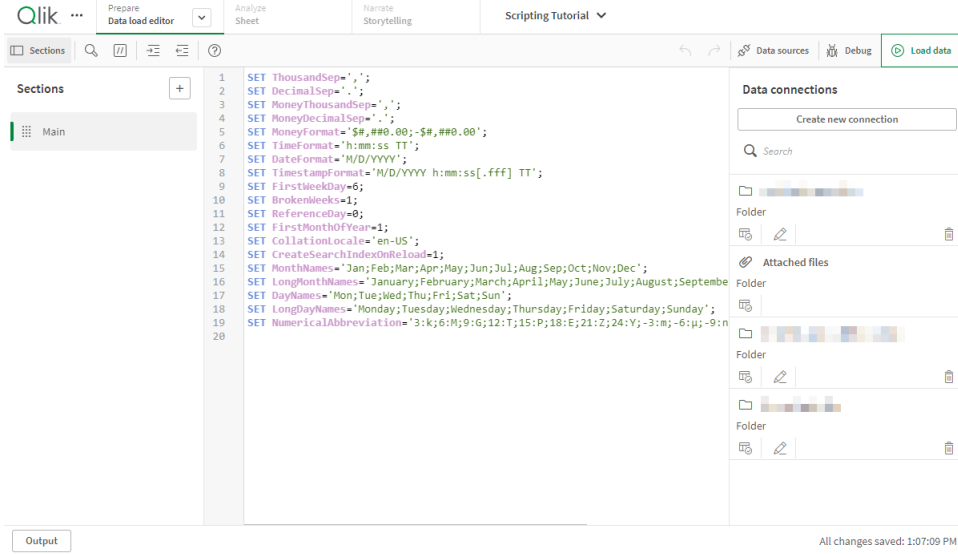 Qlik
Prepare
Data load editor
Analyze
Sheet
Narrate
Storytelling
Scripting Tutorial
Sections
Data sources
Debug
Load data
Sections
Main
1 SET ThousandSep=',';
2 SET DecimalSep='.';
3 SET MoneyThousandSep=',';
4 SET MoneyDecimalSep='.';
5 SET MoneyFormat='$#,##0.00;-$#,##0.00';
6 SET TimeFormat='h:mm:ss TT';
7 SET DateFormat='M/D/YYYY';
8 SET TimestampFormat='M/D/YYYY h:mm:ss[.fff] TT';
9 SET FirstWeekDay=6;
10 SET BrokenWeeks=1;
11 SET ReferenceDay=0;
12 SET FirstMonthOfYear=1;
13 SET CollationLocale='en-US';
14 SET CreateSearchIndexOnReload=1;
15 SET MonthNames='Jan;Feb;Mar;Apr;May;Jun;Jul;Aug;Sep;Oct;Nov;Dec';
16 SET LongMonthNames='January;February;March;April;May;June;July;August;Septembe
17 SET DayNames='Mon;Tue;Wed;Thu;Fri;Sat;Sun';
18 SET LongDayNames='Monday;Tuesday;Wednesday;Thursday;Friday;Saturday;Sunday';
19 SET NumericalAbbreviation='3:k;6:M;9:G;12:T;15:P;18:E;21:Z;24:Y;-3:m;-6:μ;-9:n
20
Data connections
Create new connection
Search
Folder
Attached files
Folder
Folder
Folder
Output
All changes saved: 1:07:09 PM